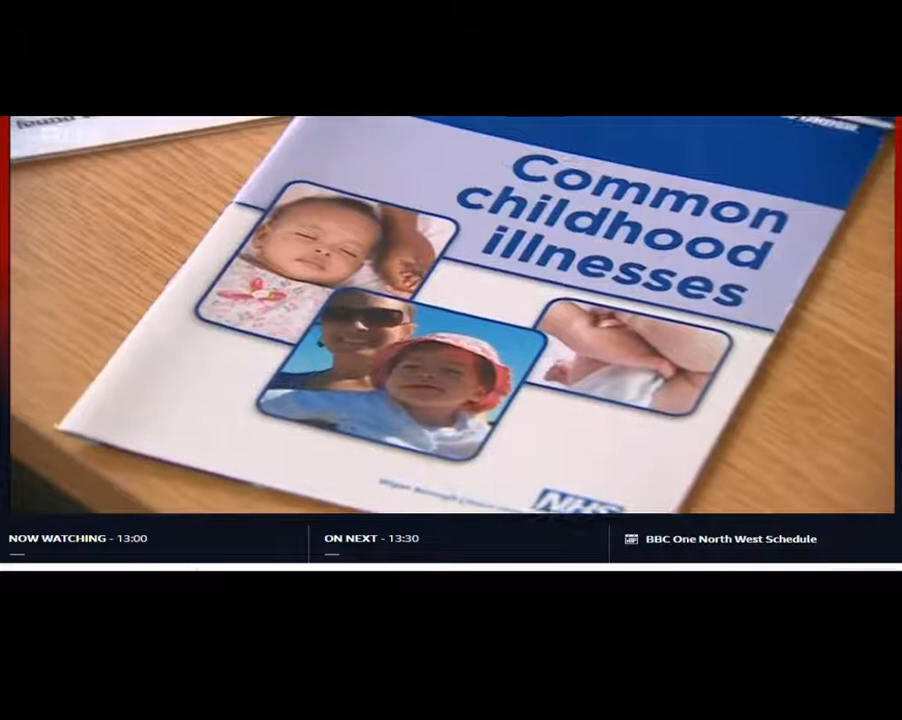 Common
childhood
illnesses
NHS
NOW WATCHING - 13:00
ON NEXT - 13:30
BBC One North West Schedule